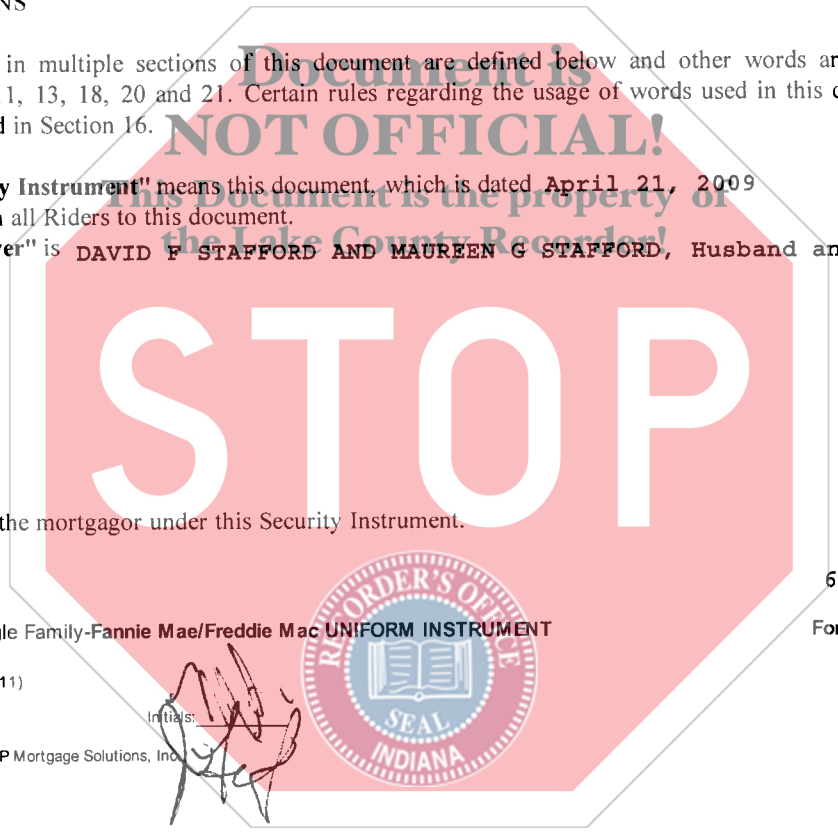 NS
in multiple sections of this document are defined below and other words ar
1, 13, 18, 20 and 21. Certain rules regarding the usage of words used in this
d in Section 16.
Document is
NOT OFFICIAL!
This Document is the property of
the Lake County Recorder!
y Instrument" means this document, which is dated April 21, 2009
all Riders to this document.
er" is DAVID F STAFFORD AND MAUREEN G STAFFORD, Husband an
STOP
the mortgagor under this Security Instrument.
6
gle Family-Fannie Mae/Freddie Mac UNIFORM INSTRUMENT
For
11)
Initials:
P Mortgage Solutions, Inc
RECORDER'S OFFICE
SEAL
INDIANA